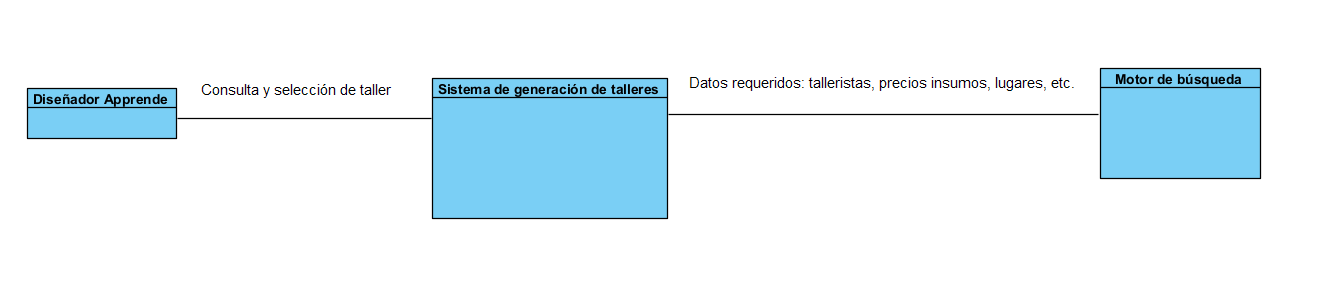 Diseñador Apprende
Consulta y selección de taller
Sistema de generación de talleres
Datos requeridos: talleristas, precios insumos, lugares, etc.
Motor de búsqueda